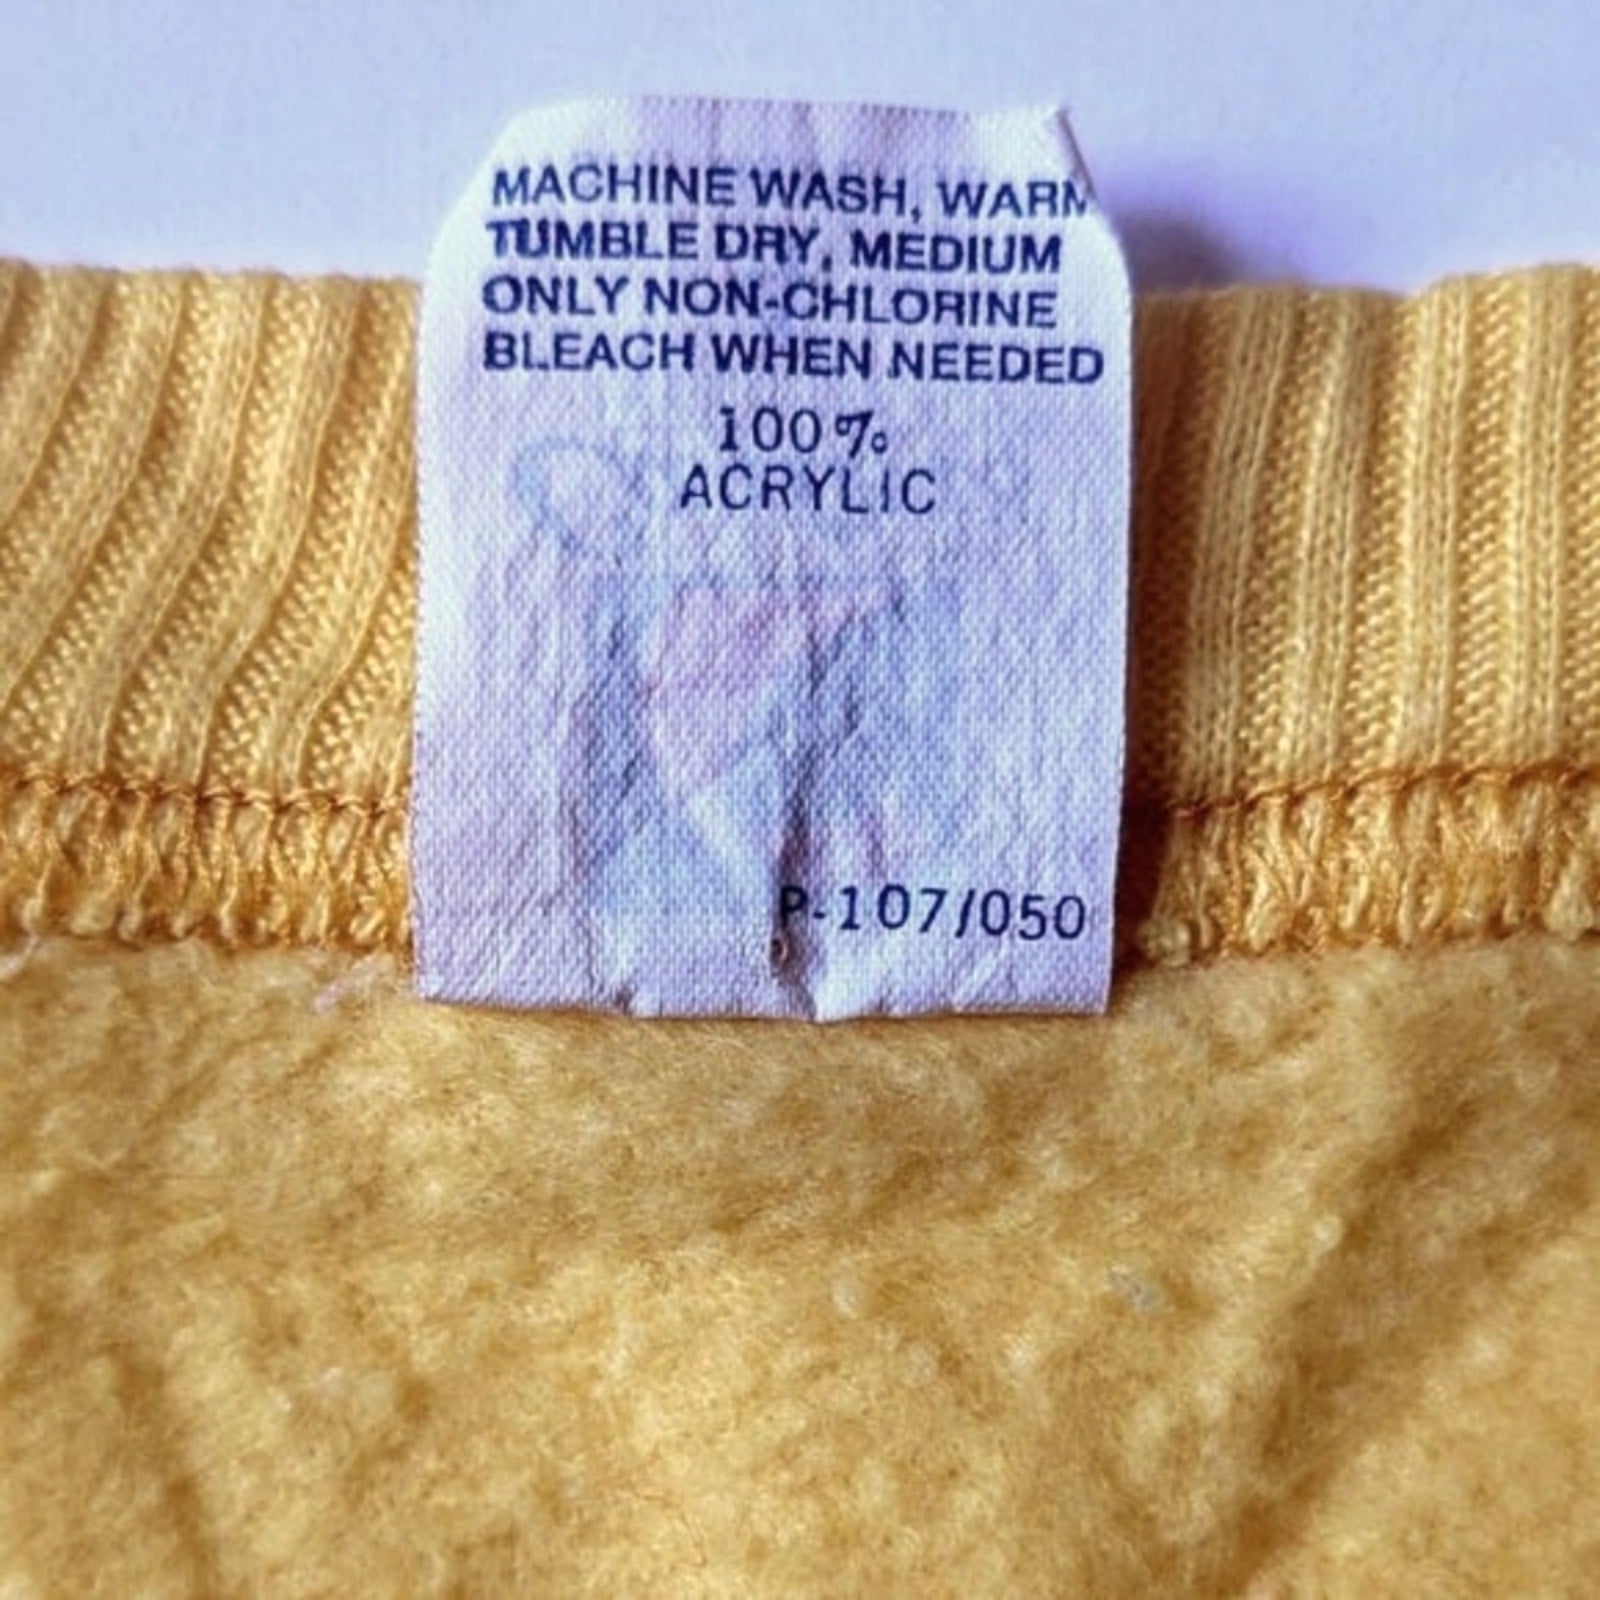 MACHINE WASH, WARM
TUMBLE DRY, MEDIUM
ONLY NON-CHLORINE
BLEACH WHEN NEEDED
100%
ACRYLIC
P-107/050